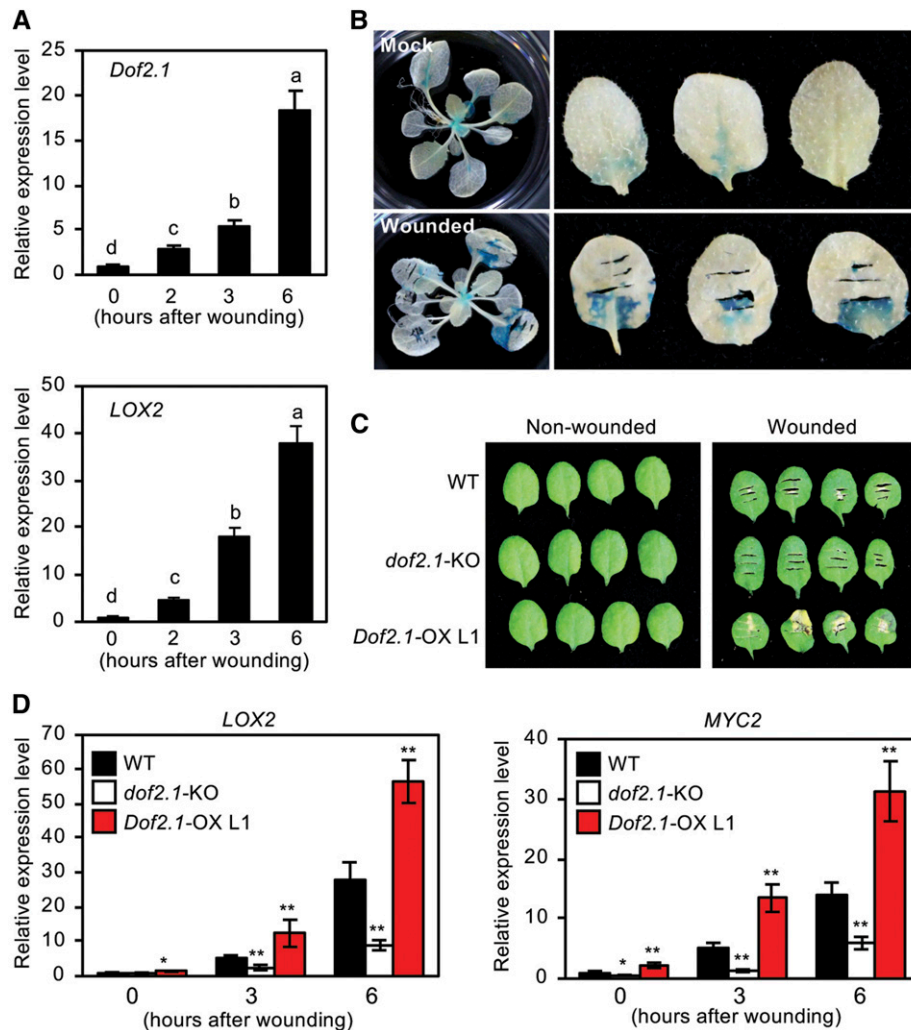 A
Dof2.1
Relative expression level
25
20
15
10
5
0
d
c
b
a
0 2 3 6
(hours after wounding)
LOX2
Relative expression level
50
40
30
20
10
0
d
c
b
a
0 2 3 6
(hours after wounding)
B
Mock
Wounded
C
Non-wounded Wounded
WT
dof2.1-KO
Dof2.1-OX L1
D
LOX2
Relative expression level
70
60
50
40
30
20
10
0
WT
dof2.1-KO
Dof2.1-OX L1
*
**
**
**
**
0 3 6
(hours after wounding)
MYC2
Relative expression level
40
30
20
10
0
WT
dof2.1-KO
Dof2.1-OX L1
*
**
**
**
**
**
0 3 6
(hours after wounding)